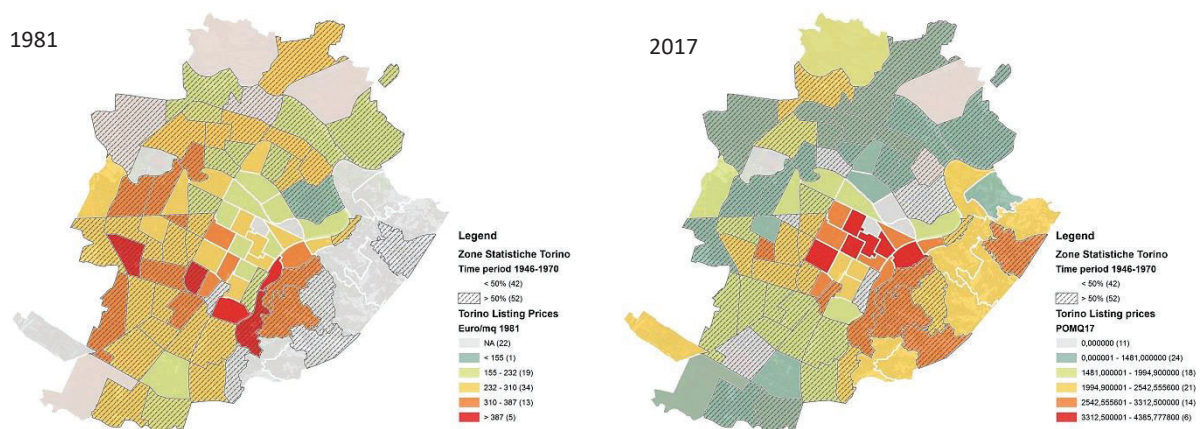 1981
Legend
Zone Statistiche Torino
Time period 1946-1970
< 50% (42)
> 50% (52)
Torino Listing Prices
Euro/mq 1981
NA (22)
< 155 (1)
155 - 232 (19)
232 - 310 (34)
310 - 387 (13)
> 387 (5)
2017
Legend
Zone Statistiche Torino
Time period 1946-1970
< 50% (42)
> 50% (52)
Torino Listing prices
POMQ17
0,000000 (11)
0,000001 - 1481,000000 (24)
1481,000001 - 1994,900000 (18)
1994,900001 - 2542,555600 (21)
2542,555601 - 3312,500000 (14)
3312,500001 - 4385,777800 (6)